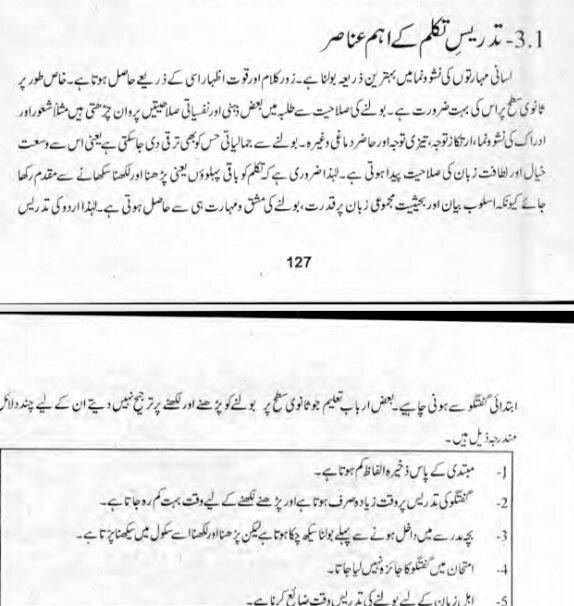 3.1- تدریسِ تکلم کے اہم عناصر
لسانی مہارتوں کی نشوونما میں بہترین ذریعہ بولنا ہے۔ زور کلام اور قوت اظہار اسی کے ذریعے حاصل ہوتا ہے۔ خاص طور پر
ثانوی سطح پر اس کی بہت ضرورت ہے۔ بولنے کی صلاحیت سے طلبہ میں بعض ذہنی اور نفسیاتی صلاحیتیں پروان چڑھتی ہیں مثلاً شعور اور
ادراک کی نشوونما، ارتکاز توجہ، تیزی توجہ اور حاضر دماغی وغیرہ۔ بولنے سے جمالیاتی حس کو بھی ترقی دی جاسکتی ہے یعنی اس سے وسعت
خیال اور لطافت زبان کی صلاحیت پیدا ہوتی ہے۔ لہٰذا ضروری ہے کہ تکلم کو باقی پہلوؤں یعنی پڑھنا اور لکھنا سکھانے سے مقدم رکھا
جائے کیونکہ اسلوب بیان اور بحیثیت مجموعی زبان پر قدرت، بولنے کی مشق و مہارت ہی سے حاصل ہوتی ہے۔ لہٰذا اردو کی تدریس
127
ابتدائی گفتگو سے ہونی چاہیے۔ بعض ارباب تعلیم جو ثانوی سطح پر بولنے کو پڑھنے اور لکھنے پر ترجیح نہیں دیتے ان کے لیے چند دلائل
مندرجہ ذیل ہیں۔
1- مبتدی کے پاس ذخیرہ الفاظ کم ہوتا ہے۔
2- گفتگو کی تدریس پر وقت زیادہ صرف ہوتا ہے اور پڑھنے لکھنے کے لیے وقت بہت کم رہ جاتا ہے۔
3- بچہ مدرسے میں داخل ہونے سے پہلے بولنا سیکھ چکا ہوتا ہے لیکن پڑھنا اور لکھنا اسے سکول میں سیکھنا پڑتا ہے۔
4- امتحان میں گفتگو کا جائزہ نہیں لیا جاتا۔
5- اہل زبان کے لیے بولنے کی تدریس وقت ضائع کرنا ہے۔